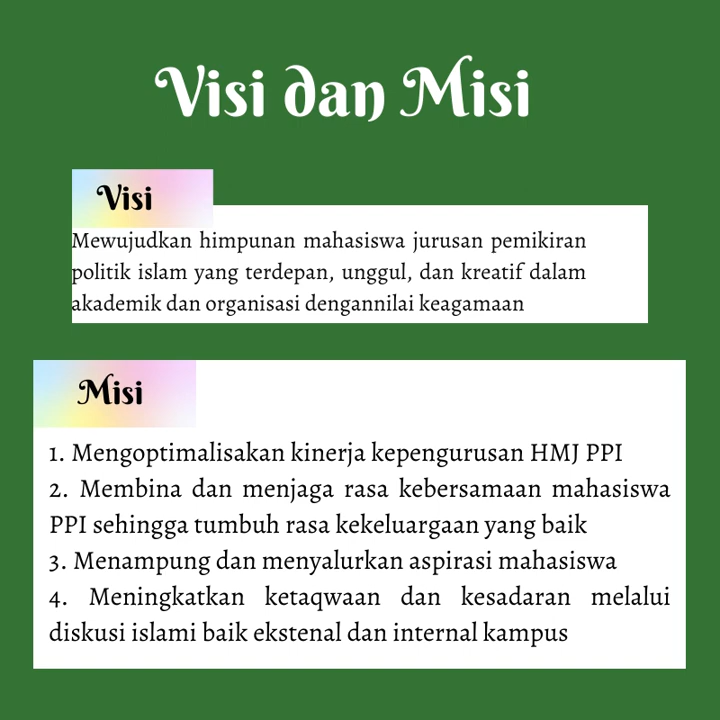 Visi dan Misi
Visi
Mewujudkan himpunan mahasiswa jurusan pemikiran
politik islam yang terdepan, unggul, dan kreatif dalam
akademik dan organisasi dengannilai keagamaan
Misi
1. Mengoptimalisakan kinerja kepengurusan HMJ PPI
2. Membina dan menjaga rasa kebersamaan mahasiswa
PPI sehingga tumbuh rasa kekeluargaan yang baik
3. Menampung dan menyalurkan aspirasi mahasiswa
4. Meningkatkan ketaqwaan dan kesadaran melalui
diskusi islami baik ekstenal dan internal kampus